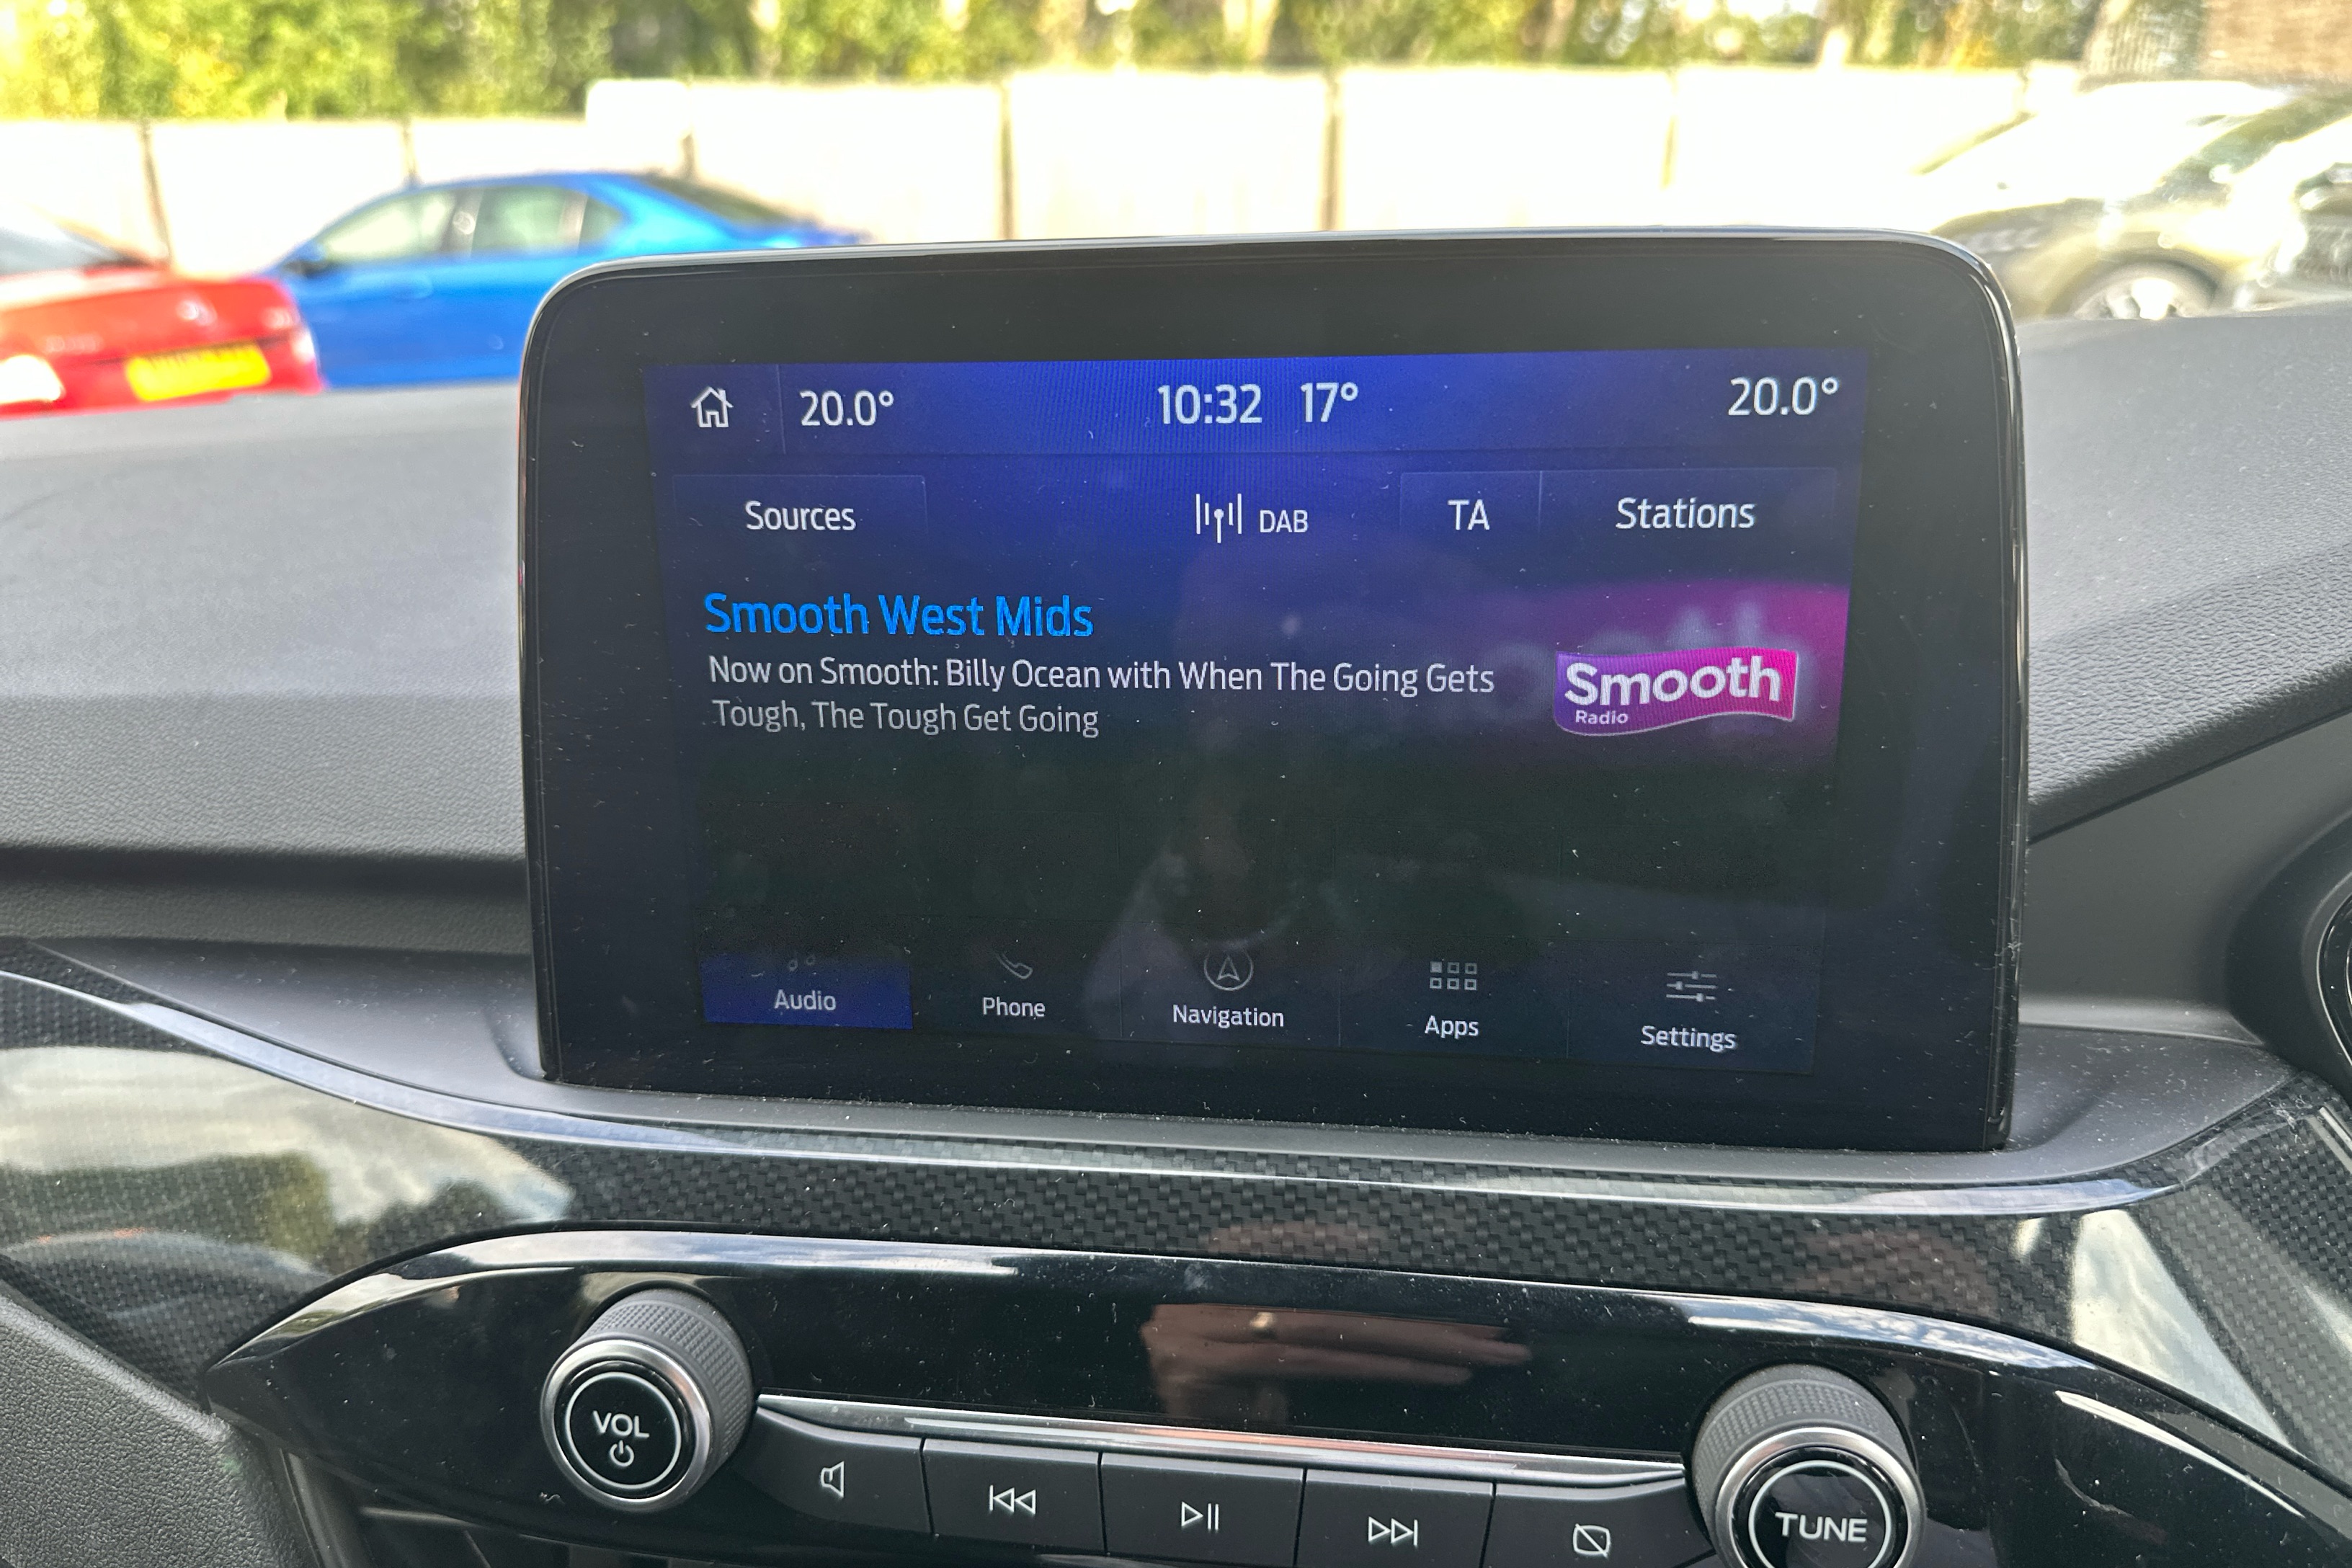 20.0° 10:32 17° 20.0°
Sources DAB TA Stations
Smooth West Mids
Now on Smooth: Billy Ocean with When The Going Gets
Tough, The Tough Get Going
Smooth
Radio
Audio Phone Navigation Apps Settings
VOL
TUNE